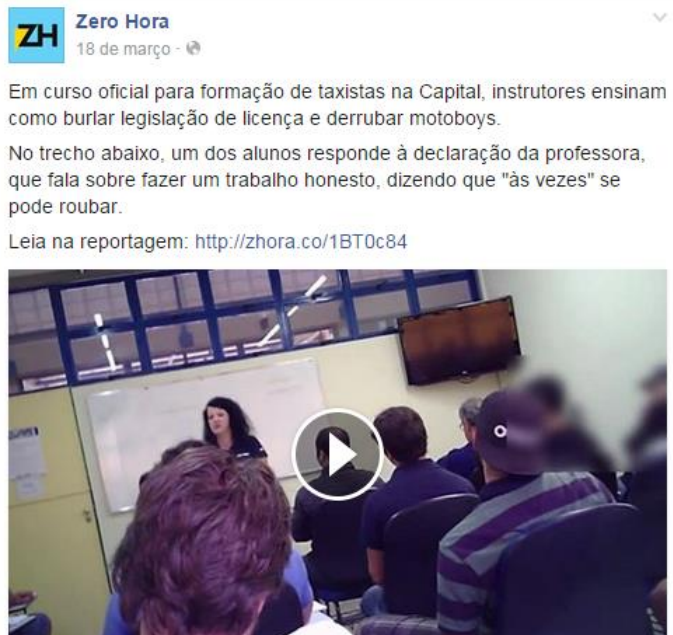 ZH
Zero Hora
18 de março ·
Em curso oficial para formação de taxistas na Capital, instrutores ensinam
como burlar legislação de licença e derrubar motoboys.
No trecho abaixo, um dos alunos responde à declaração da professora,
que fala sobre fazer um trabalho honesto, dizendo que "às vezes" se
pode roubar.
Leia na reportagem: http://zhora.co/1BT0c84